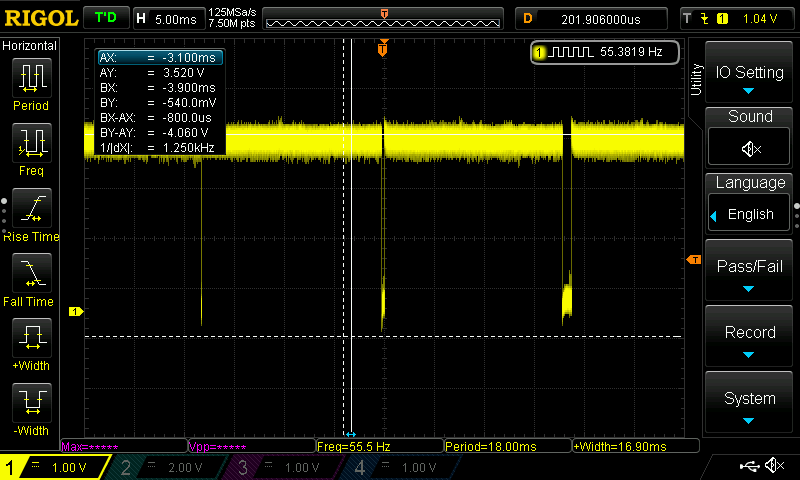 RIGOL T'D H 5.00ms 125MSa/s 7.50M pts T D 201.906000us T 1 1.04 V
Horizontal
Period
Freq
Rise Time
Fall Time
+Width
-Width
T
AX: = -3.100ms
AY: = 3.520 V
BX: = -3.900ms
BY: = -540.0mV
BX-AX: = -800.0us
BY-AY: = -4.060 V
1/|dX|: = 1.250kHz
1 55.3819 Hz
T
1
Utility
IO Setting
Sound
Language
English
Pass/Fail
Record
System
Max=***** Vpp=***** Freq=55.5 Hz Period=18.00ms +Width=16.90ms
1 = 1.00 V 2 = 2.00 V 3 = 1.00 V 4 = 1.00 V